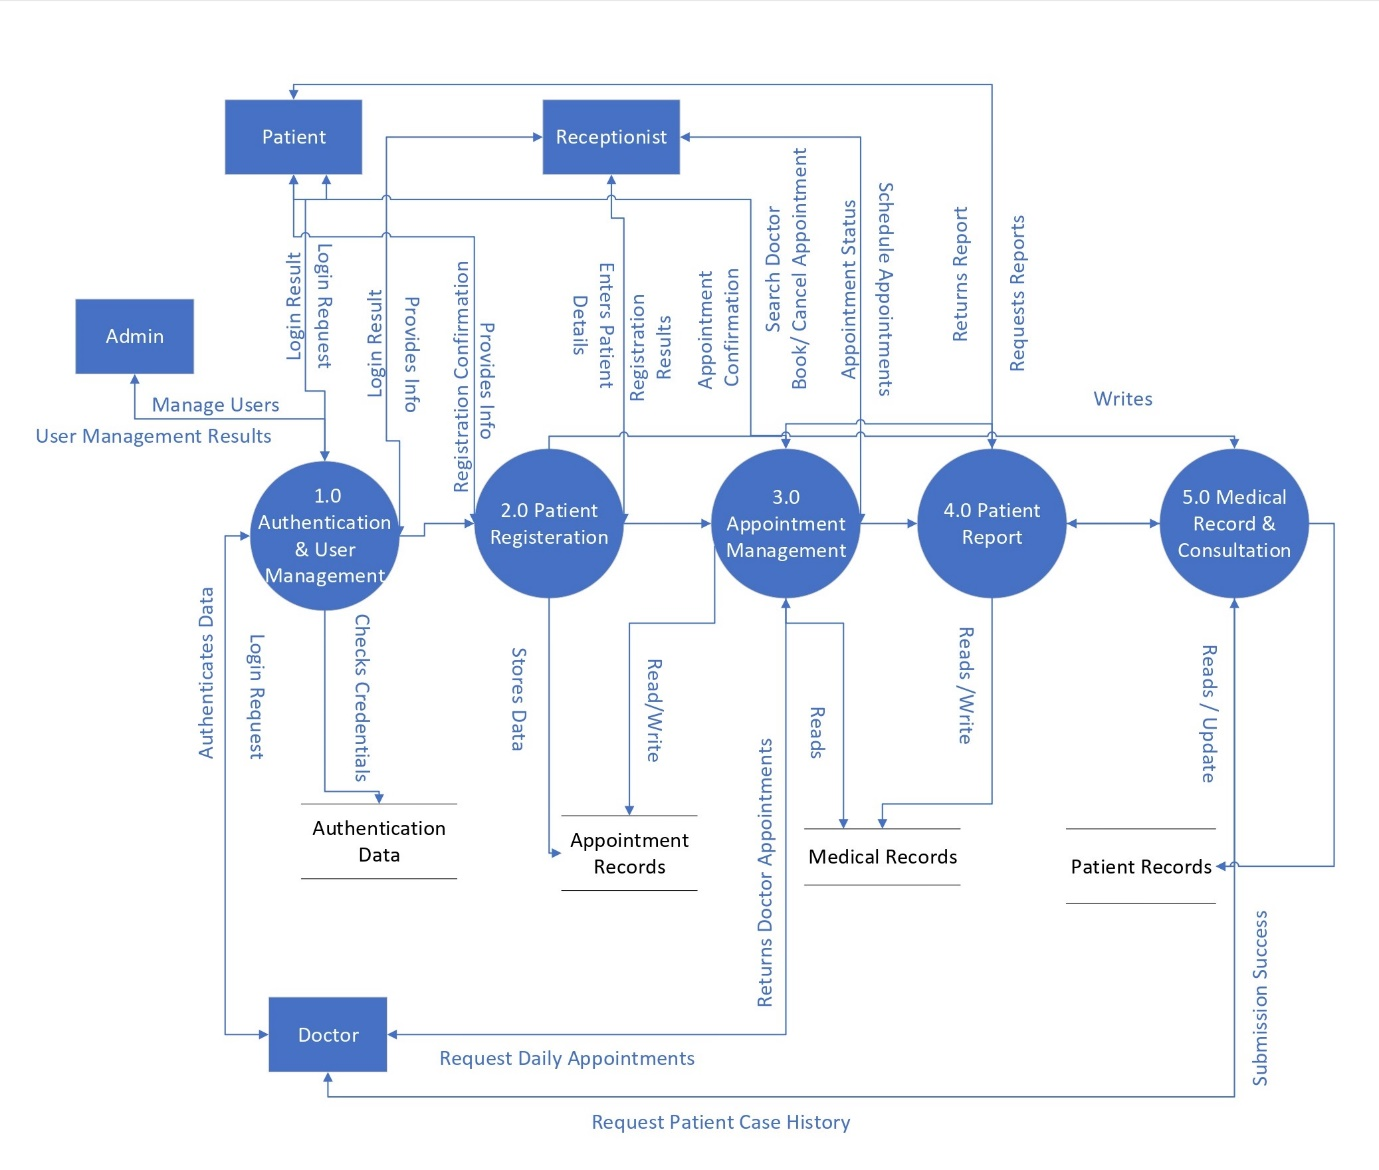 Patient
Receptionist
Login Result
Login Request
Login Result
Provides Info
Registration Confirmation
Provides Info
Enters Patient
Details
Registration
Results
Appointment
Confirmation
Search Doctor
Book/ Cancel Appointment
Appointment Status
Schedule Appointments
Returns Report
Requests Reports
Admin
Manage Users
User Management Results
Writes
1.0
Authentication
& User
Management
2.0 Patient
Registeration
3.0
Appointment
Management
4.0 Patient
Report
5.0 Medical
Record &
Consultation
Authenticates Data
Login Request
Checks Credentials
Stores Data
Read/Write
Returns Doctor Appointments
Reads
Reads /Write
Reads / Update
Authentication
Data
Appointment
Records
Medical Records
Patient Records
Submission Success
Doctor
Request Daily Appointments
Request Patient Case History